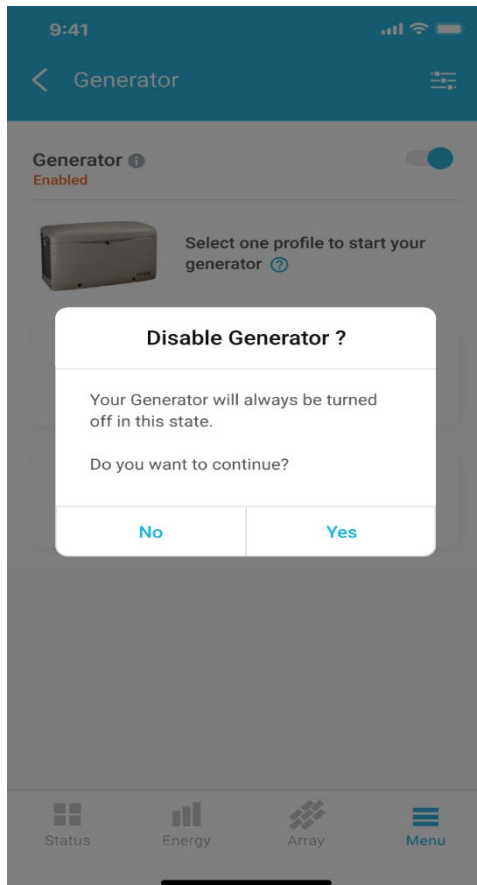 9:41
Generator
Generator
Enabled
Select one profile to start your
generator
Disable Generator ?
Your Generator will always be turned
off in this state.
Do you want to continue?
No Yes
Status Energy Array Menu